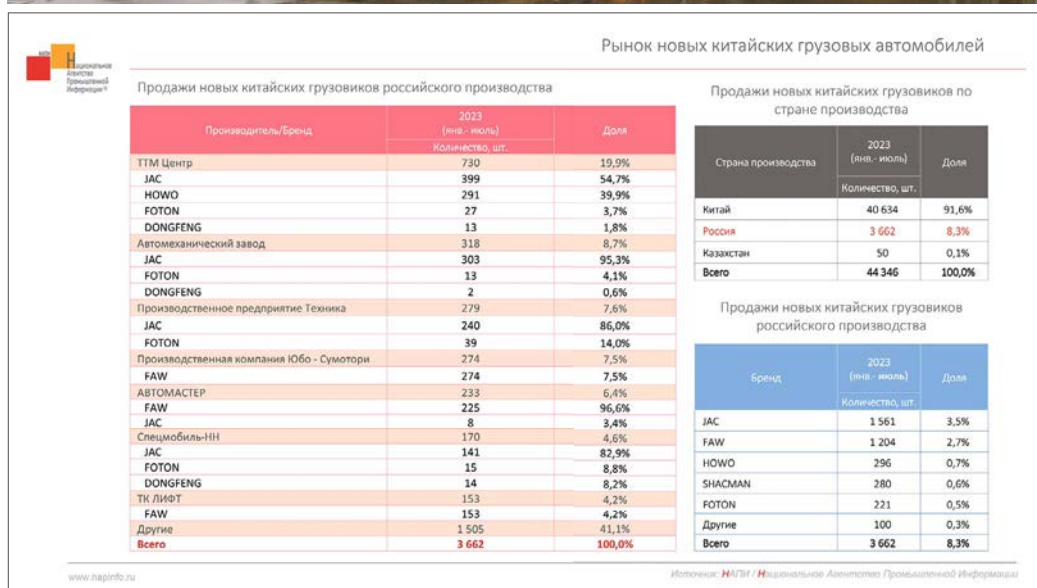 НАПИ
Национальное
Агентство
Промышленной
Информации
Рынок новых китайских грузовых автомобилей
Продажи новых китайских грузовиков российского производства
Производитель/Бренд 2023 (янв.- июль) Доля
Количество, шт.
ТТМ Центр 730 19,9%
JAC 399 54,7%
HOWO 291 39,9%
FOTON 27 3,7%
DONGFENG 13 1,8%
Автомеханический завод 318 8,7%
JAC 303 95,3%
FOTON 13 4,1%
DONGFENG 2 0,6%
Производственное предприятие Техника 279 7,6%
JAC 240 86,0%
FOTON 39 14,0%
Производственная компания Юбо - Сумотори 274 7,5%
FAW 274 7,5%
АВТОМАСТЕР 233 6,4%
FAW 225 96,6%
JAC 8 3,4%
Спецмобиль-НН 170 4,6%
JAC 141 82,9%
FOTON 15 8,8%
DONGFENG 14 8,2%
ТК ЛИФТ 153 4,2%
FAW 153 4,2%
Другие 1 505 41,1%
Всего 3 662 100,0%
Продажи новых китайских грузовиков по
стране производства
Страна производства 2023 (янв.- июль) Доля
Количество, шт.
Китай 40 634 91,6%
Россия 3 662 8,3%
Казахстан 50 0,1%
Всего 44 346 100,0%
Продажи новых китайских грузовиков
российского производства
Бренд 2023 (янв.- июль) Доля
Количество, шт.
JAC 1 561 3,5%
FAW 1 204 2,7%
HOWO 296 0,7%
SHACMAN 280 0,6%
FOTON 221 0,5%
Другие 100 0,3%
Всего 3 662 8,3%
www.napinfo.ru
Источник: НАПИ / Национальное Агентство Промышленной Информации